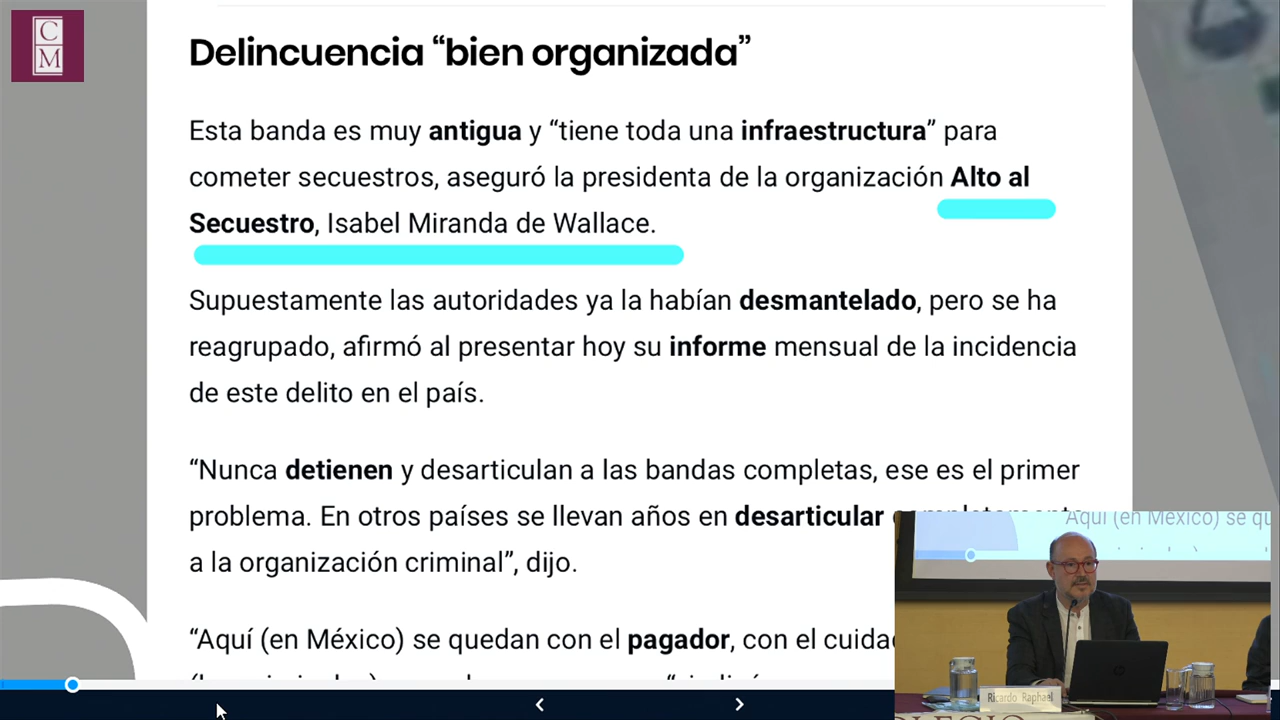 C
M
Delincuencia “bien organizada”
Esta banda es muy antigua y “tiene toda una infraestructura” para
cometer secuestros, aseguró la presidenta de la organización Alto al
Secuestro, Isabel Miranda de Wallace.
Supuestamente las autoridades ya la habían desmantelado, pero se ha
reagrupado, afirmó al presentar hoy su informe mensual de la incidencia
de este delito en el país.
“Nunca detienen y desarticulan a las bandas completas, ese es el primer
problema. En otros países se llevan años en desarticular
a la organización criminal”, dijo.
“Aquí (en México) se quedan con el pagador, con el
Aquí (en México) se
Ricardo Raphael